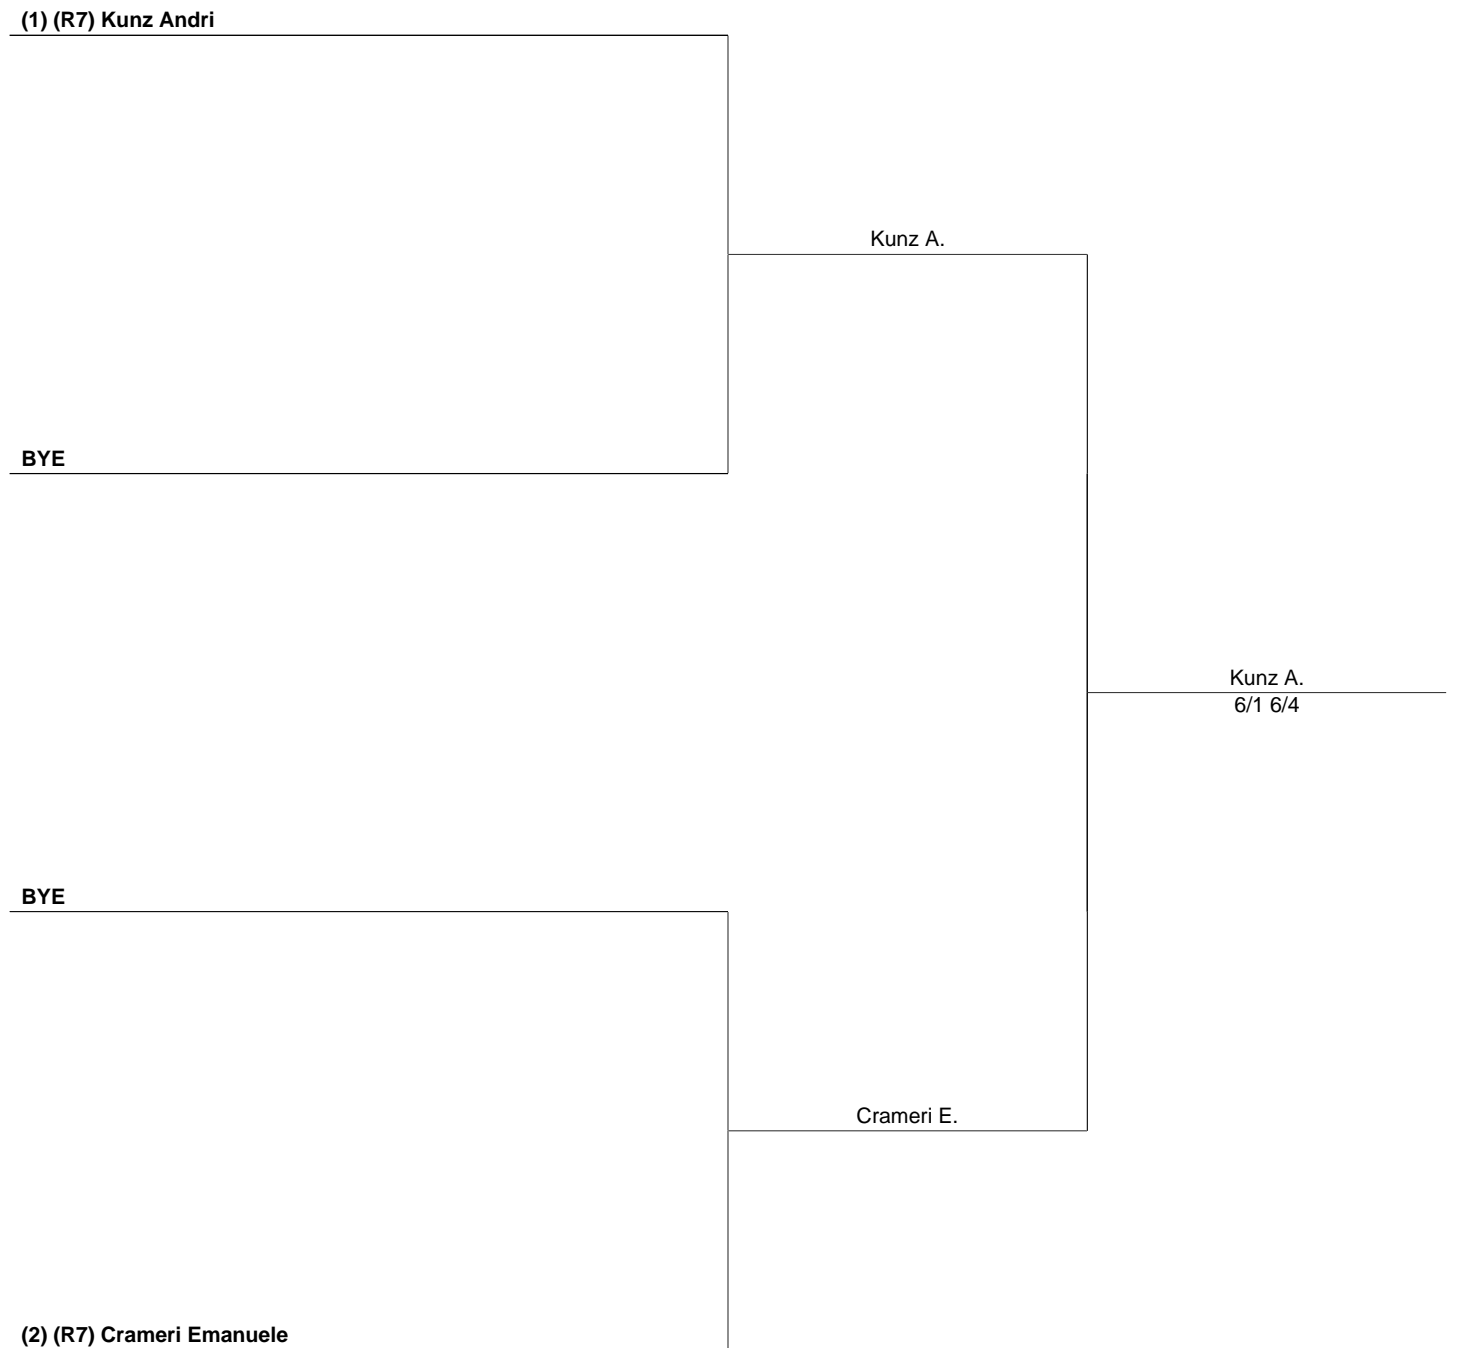 (1) (R7) Kunz Andri
Kunz A.
BYE
Kunz A.
6/1 6/4
BYE
Crameri E.
(2) (R7) Crameri Emanuele